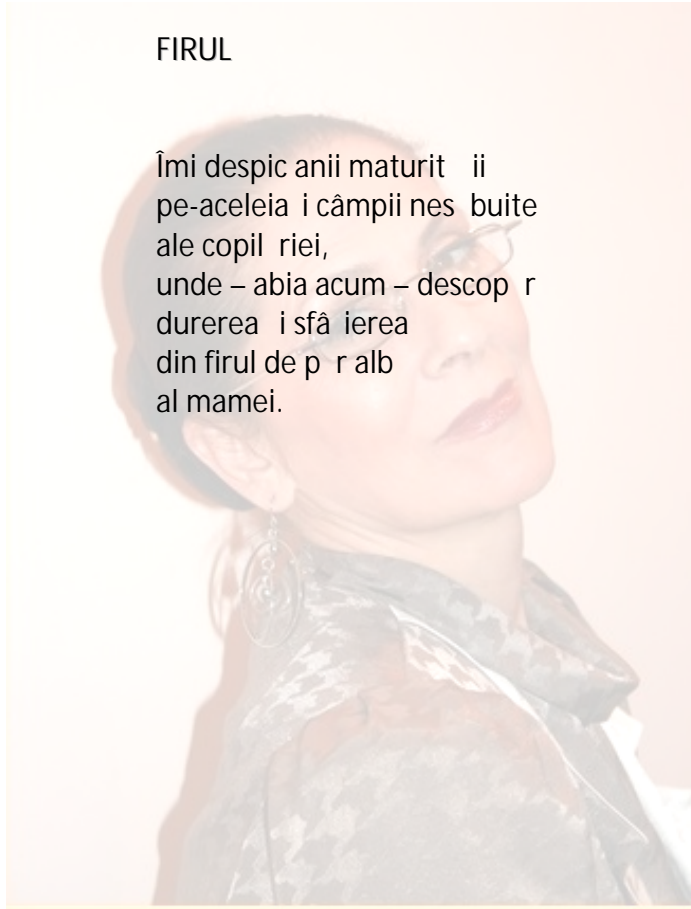 FIRUL
Îmi despic anii maturit ii
pe-aceleia i câmpii nes buite
ale copil riei,
unde – abia acum – descop r
durerea i sfâ ierea
din firul de p r alb
al mamei.